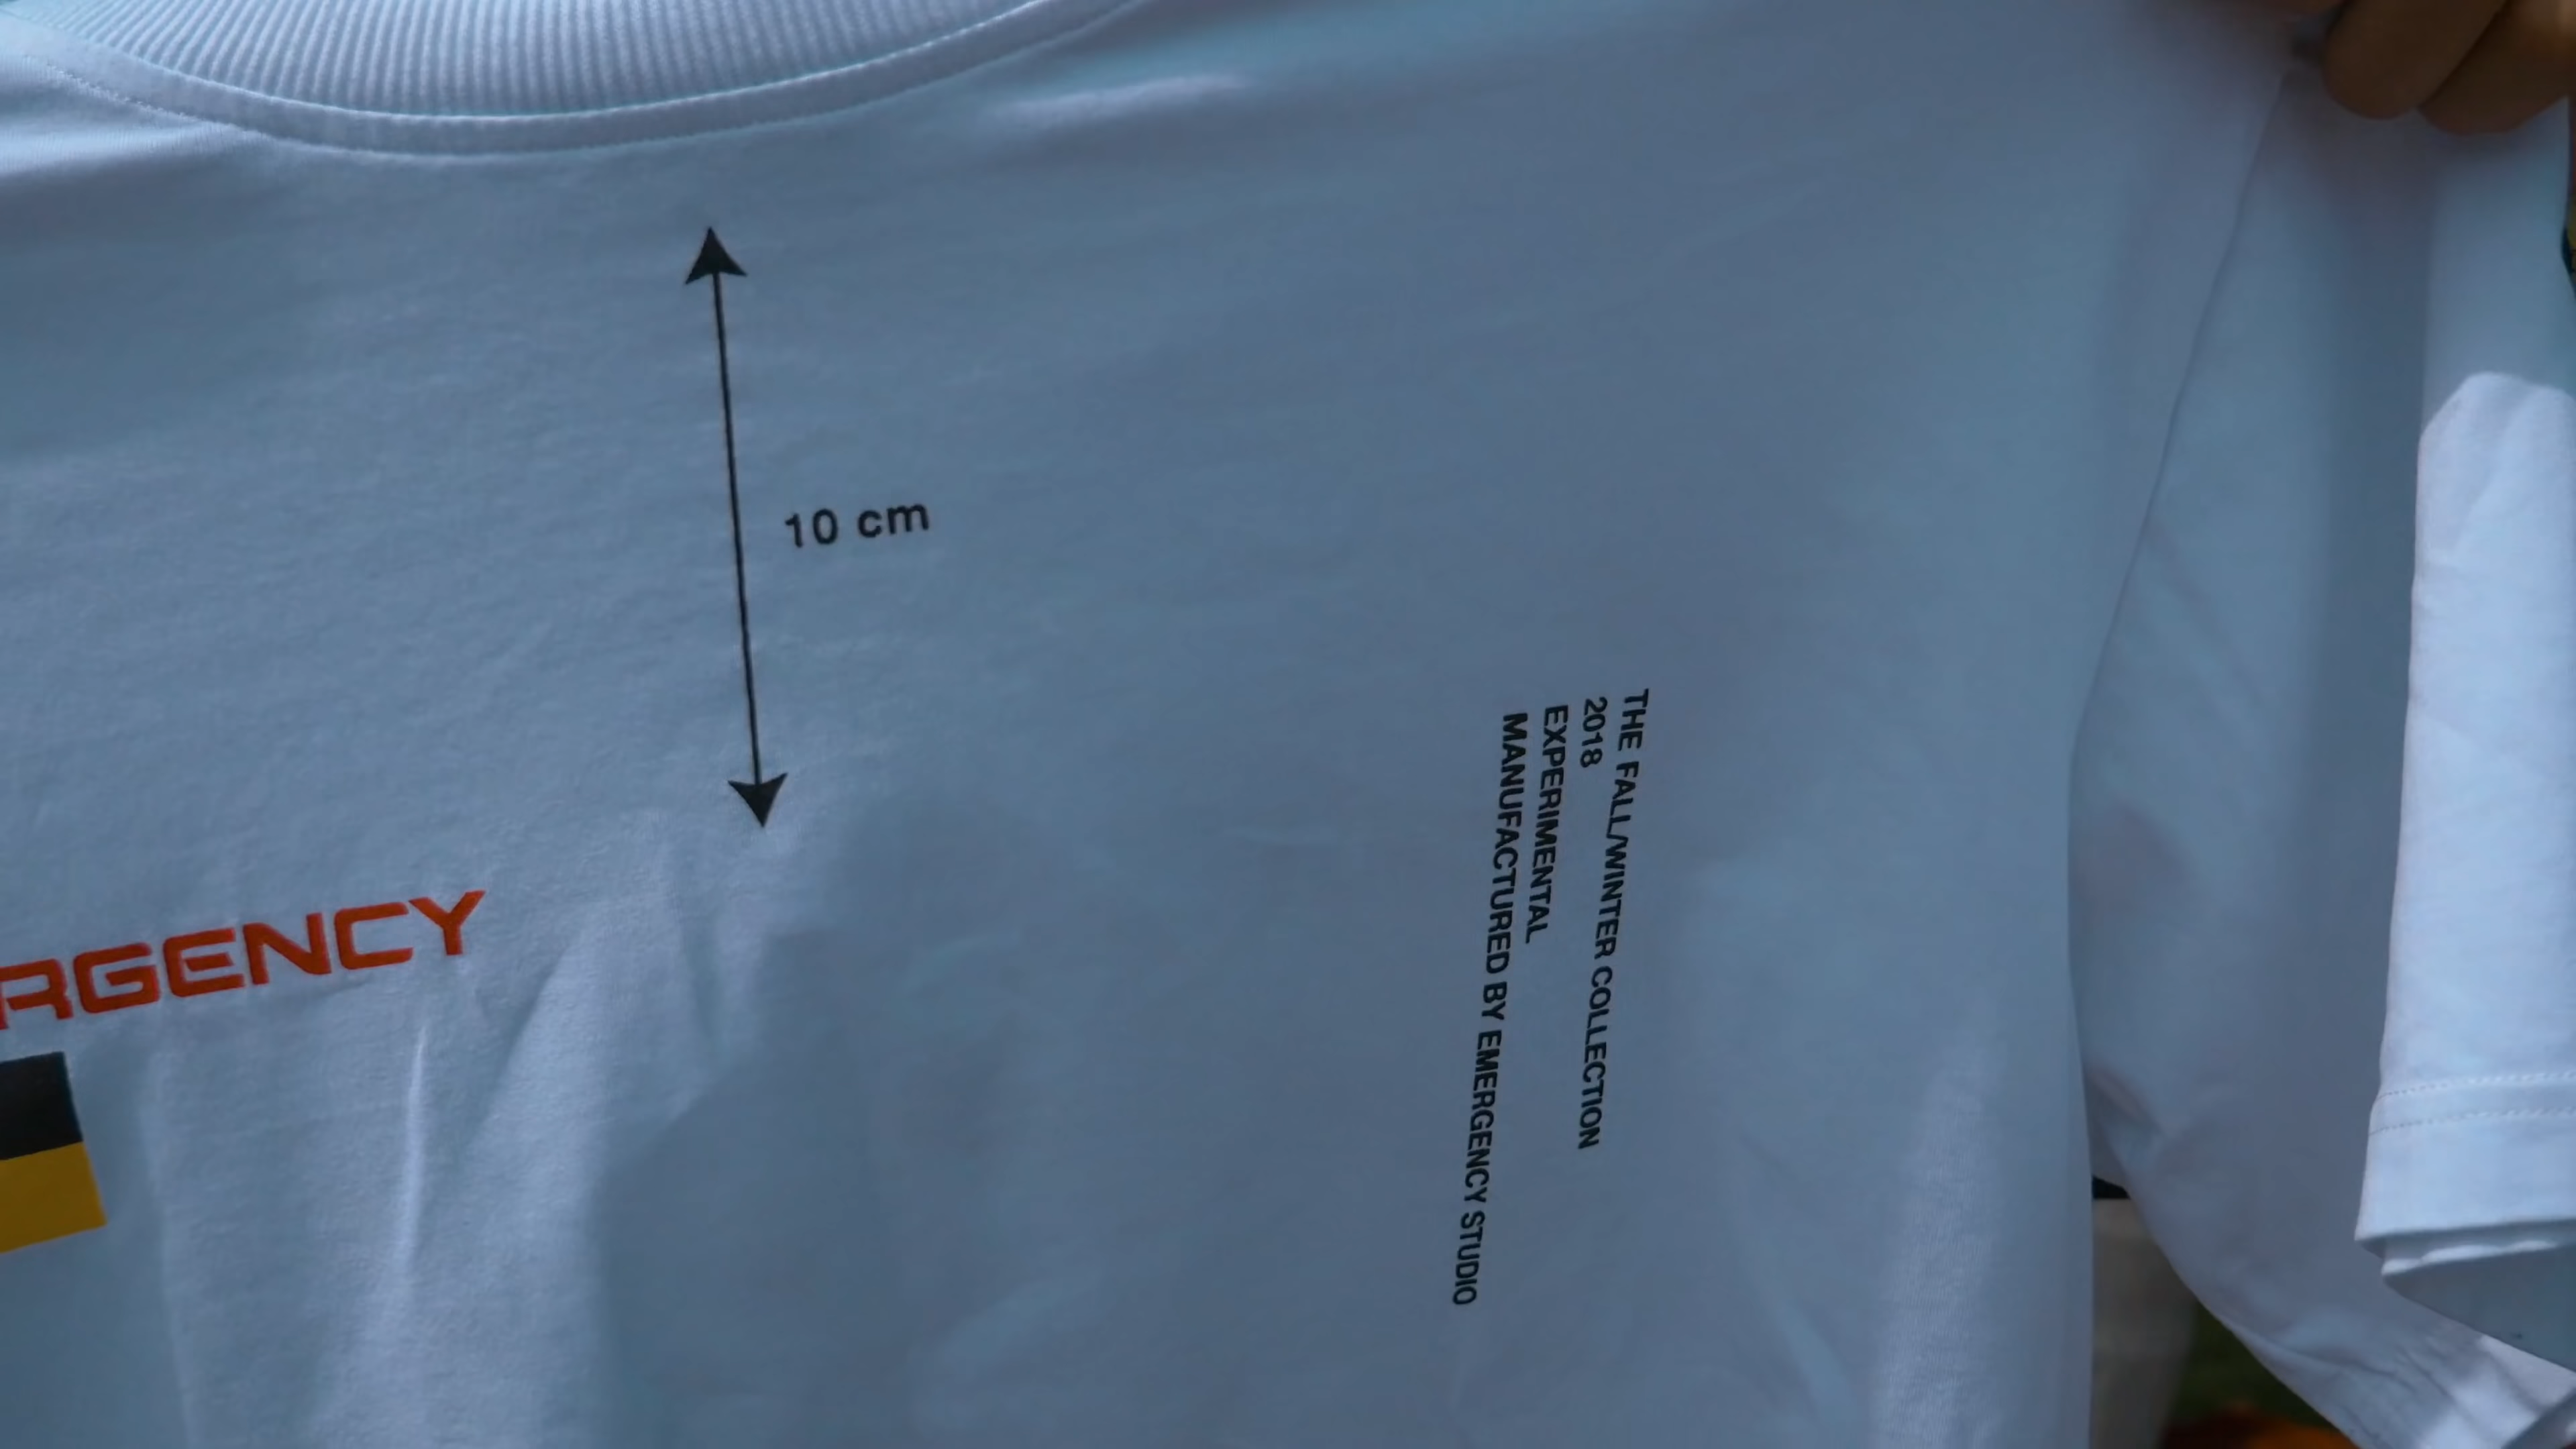 10 cm
RGENCY
THE FALL/WINTER COLLECTION
2018
EXPERIMENTAL
MANUFACTURED BY EMERGENCY STUDIO